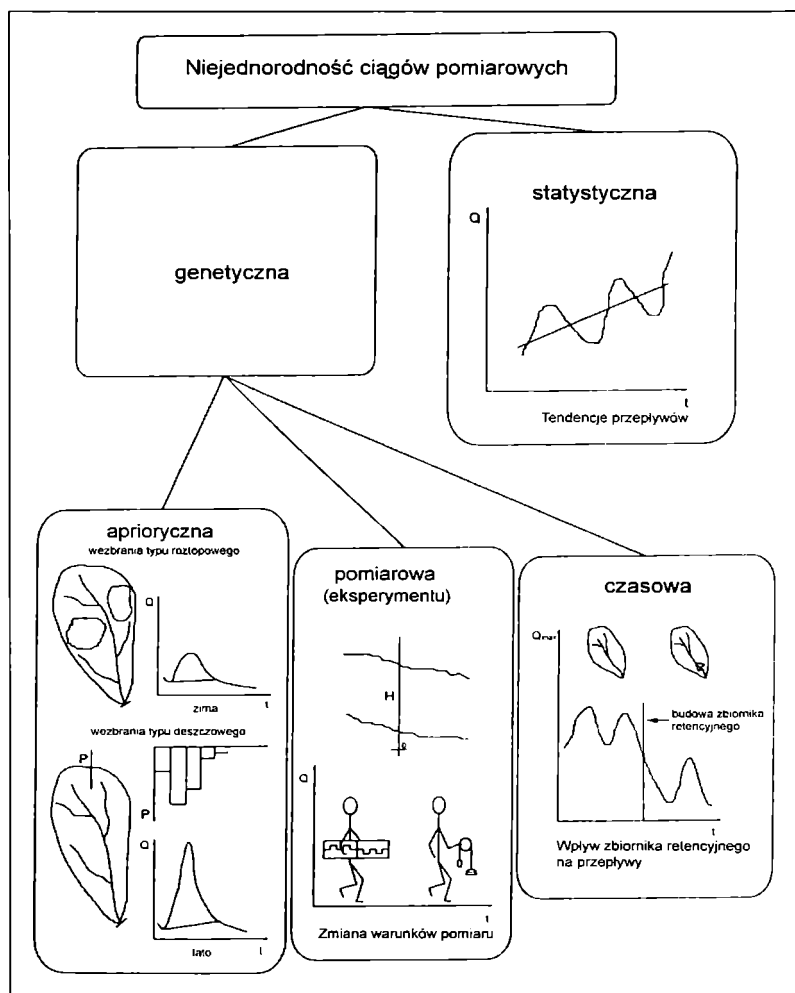 Niejednorodność ciągów pomiarowych
genetyczna
statystyczna
Q
t
Tendencje przepływów
aprioryczna
wezbrania typu roztopowego
Q
zima
t
wezbrania typu deszczowego
P
P
Q
lato
t
pomiarowa
(eksperymentu)
H
Q
t
Zmiana warunków pomiaru
czasowa
Qmax
budowa zbiornika
retencyjnego
t
Wpływ zbiornika retencyjnego
na przepływy